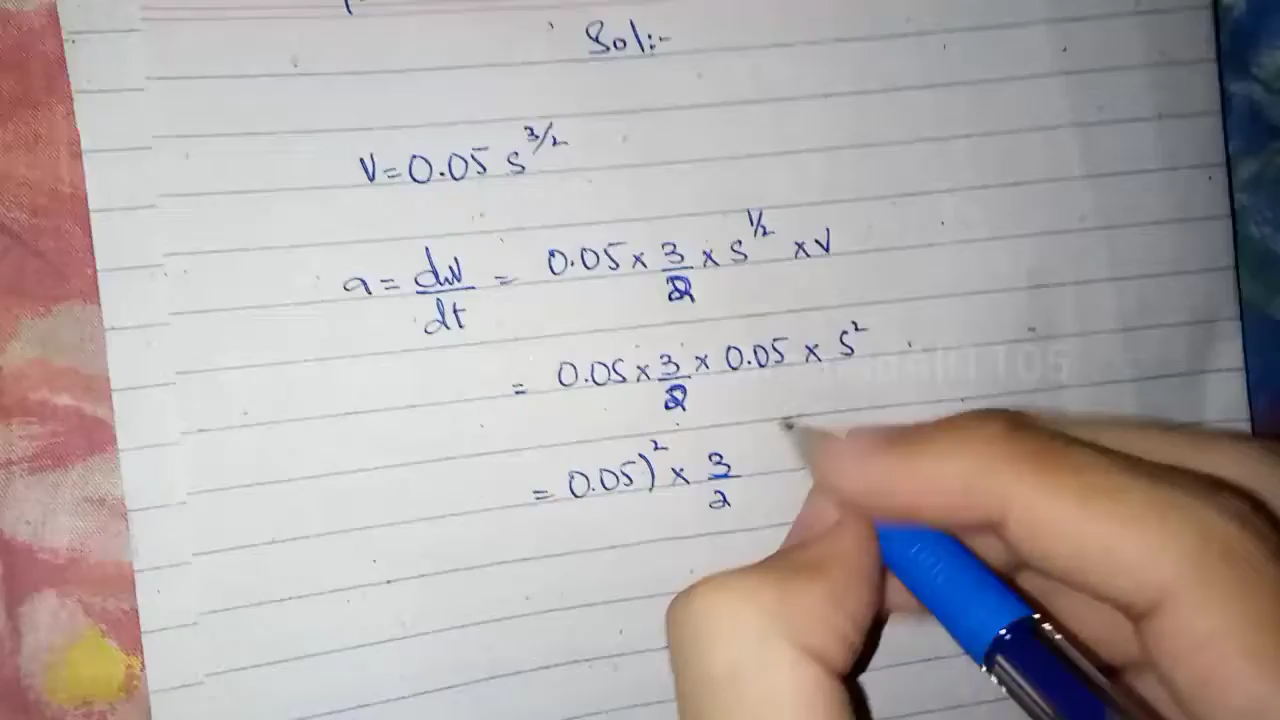 Sol:-
V=0.05 s^3/2
a = dv/dt = 0.05 × 3/2 × s^1/2 × v
= 0.05 × 3/2 × 0.05 × s^2
= 0.05)^2 × 3/2